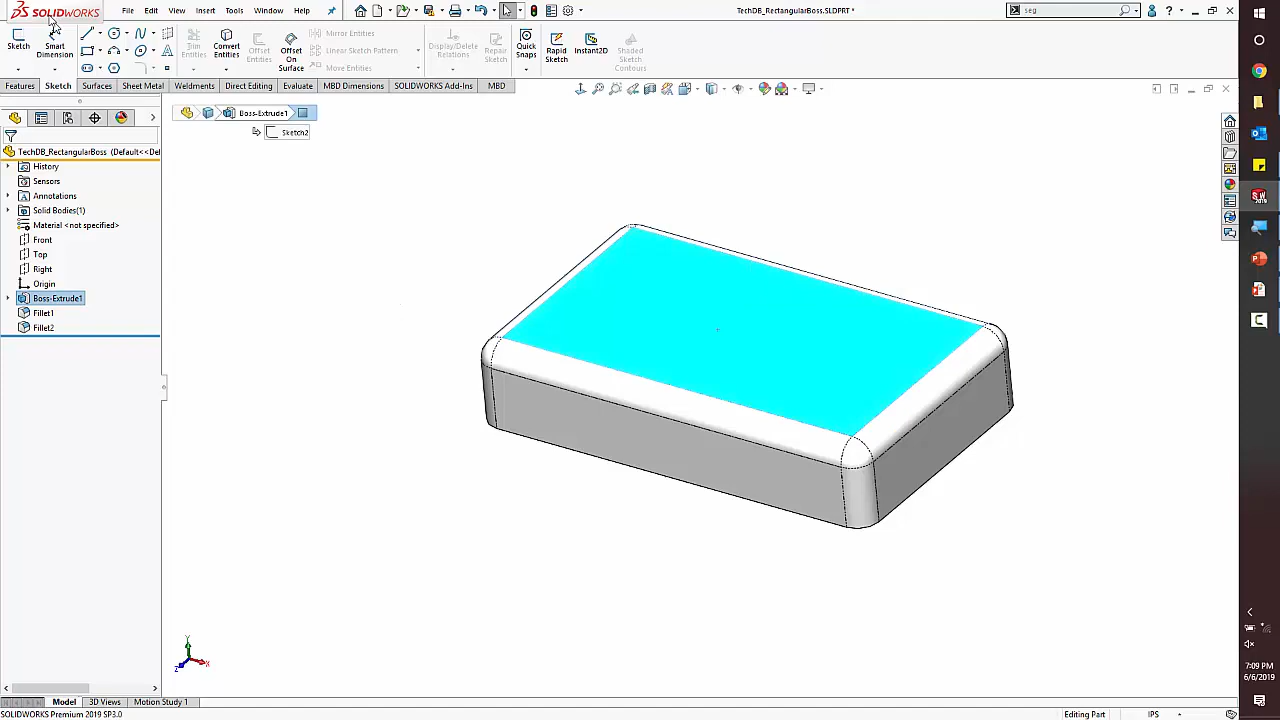 SOLIDWORKS File Edit View Insert Tools Window Help TechDB_RectangularBoss.SLDPRT * seg
Sketch Smart Dimension Trim Entities Convert Entities Offset Entities Offset On Surface Mirror Entities Linear Sketch Pattern Move Entities Display/Delete Relations Repair Sketch Quick Snaps Rapid Sketch Instant2D Shaded Sketch Contours
Features Sketch Surfaces Sheet Metal Weldments Direct Editing Evaluate MBD Dimensions SOLIDWORKS Add-Ins MBD
Boss-Extrude1
Sketch2
TechDB_RectangularBoss (Default<<Def
History
Sensors
Annotations
Solid Bodies(1)
Material <not specified>
Front
Top
Right
Origin
Boss-Extrude1
Fillet1
Fillet2
Y
Z X
Model 3D Views Motion Study 1
SOLIDWORKS Premium 2019 SP3.0 Editing Part IPS
7:09 PM
6/6/2019